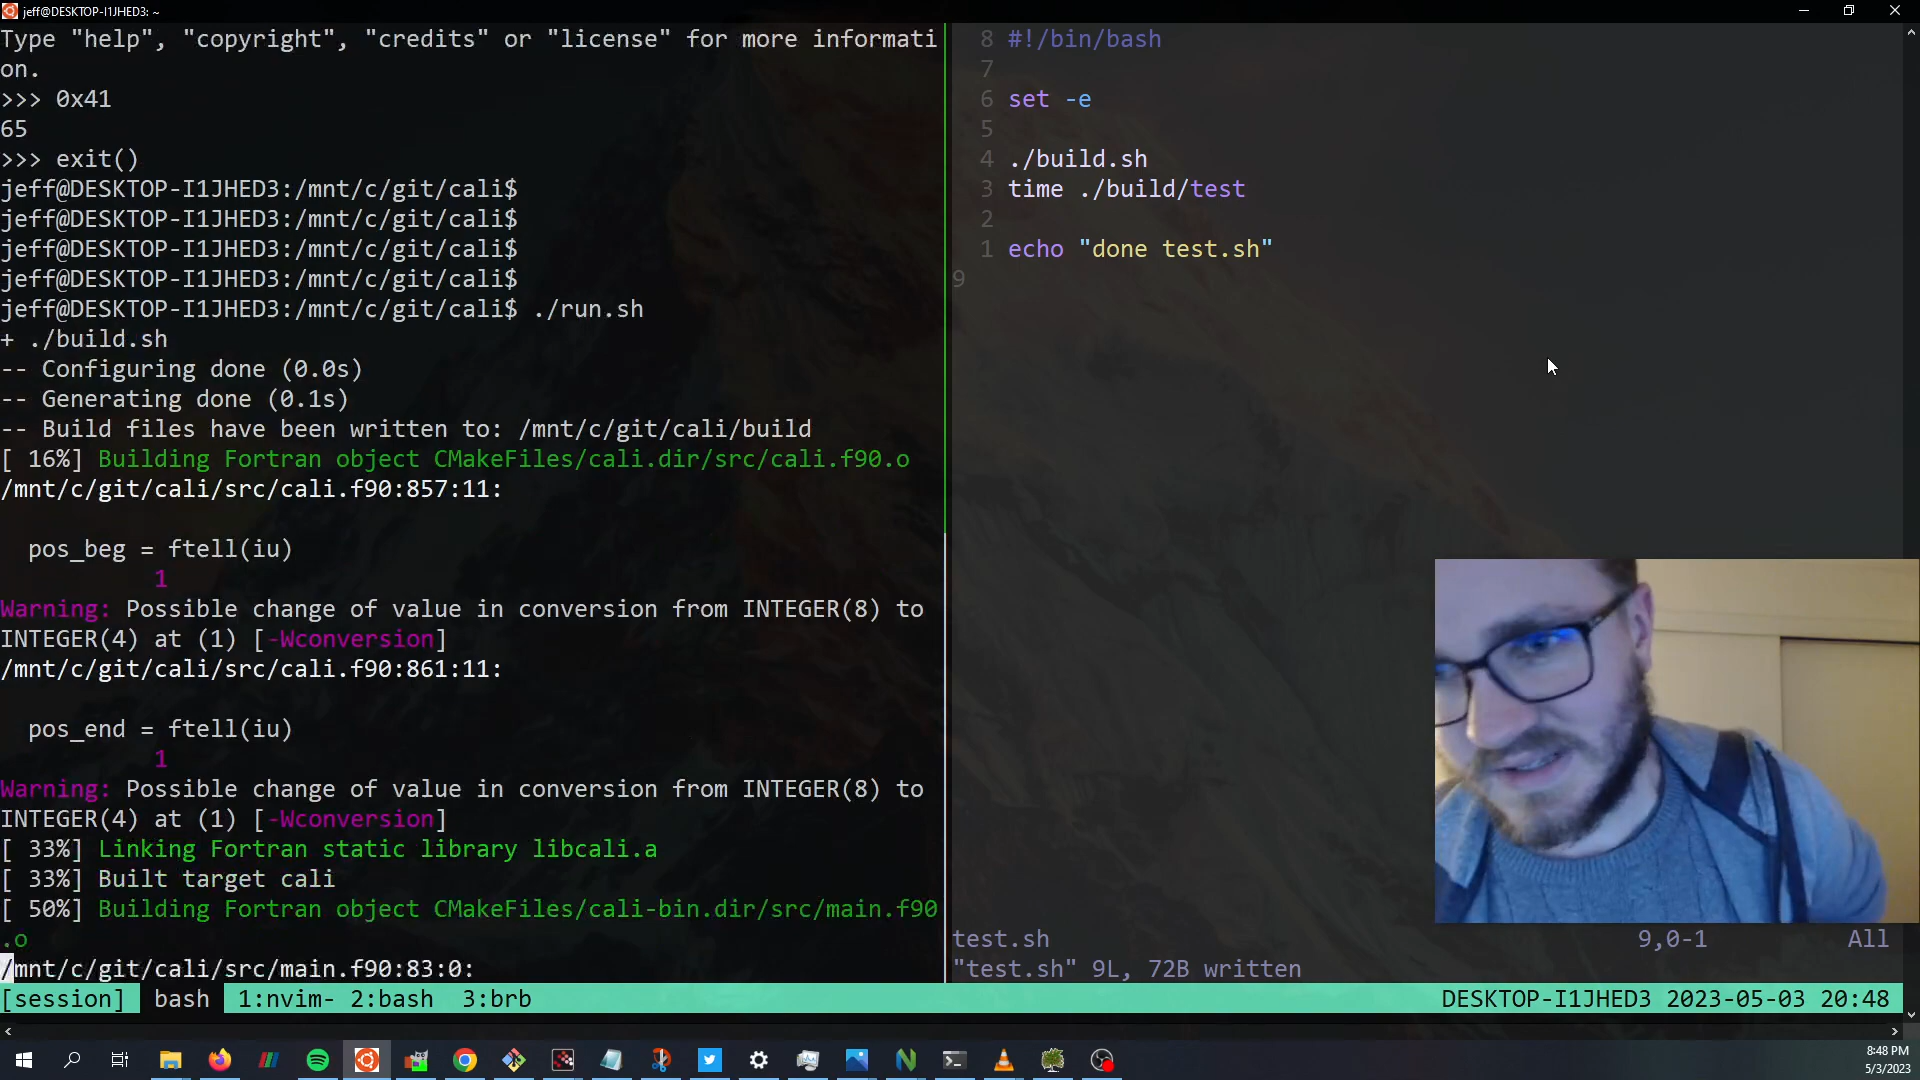 jeff@DESKTOP-I1JHED3: ~
Type "help", "copyright", "credits" or "license" for more informati
on.
>>> 0x41
65
>>> exit()
jeff@DESKTOP-I1JHED3:/mnt/c/git/cali$
jeff@DESKTOP-I1JHED3:/mnt/c/git/cali$
jeff@DESKTOP-I1JHED3:/mnt/c/git/cali$
jeff@DESKTOP-I1JHED3:/mnt/c/git/cali$
jeff@DESKTOP-I1JHED3:/mnt/c/git/cali$ ./run.sh
+ ./build.sh
-- Configuring done (0.0s)
-- Generating done (0.1s)
-- Build files have been written to: /mnt/c/git/cali/build
[ 16%] Building Fortran object CMakeFiles/cali.dir/src/cali.f90.o
/mnt/c/git/cali/src/cali.f90:857:11:
pos_beg = ftell(iu)
1
Warning: Possible change of value in conversion from INTEGER(8) to
INTEGER(4) at (1) [-Wconversion]
/mnt/c/git/cali/src/cali.f90:861:11:
pos_end = ftell(iu)
1
Warning: Possible change of value in conversion from INTEGER(8) to
INTEGER(4) at (1) [-Wconversion]
[ 33%] Linking Fortran static library libcali.a
[ 33%] Built target cali
[ 50%] Building Fortran object CMakeFiles/cali-bin.dir/src/main.f90
.o
/mnt/c/git/cali/src/main.f90:83:0:
8 #!/bin/bash
7
6 set -e
5
4 ./build.sh
3 time ./build/test
2
1 echo "done test.sh"
9
test.sh 9,0-1 All
"test.sh" 9L, 72B written
[session] bash 1:nvim- 2:bash 3:brb DESKTOP-I1JHED3 2023-05-03 20:48
8:48 PM
5/3/2023